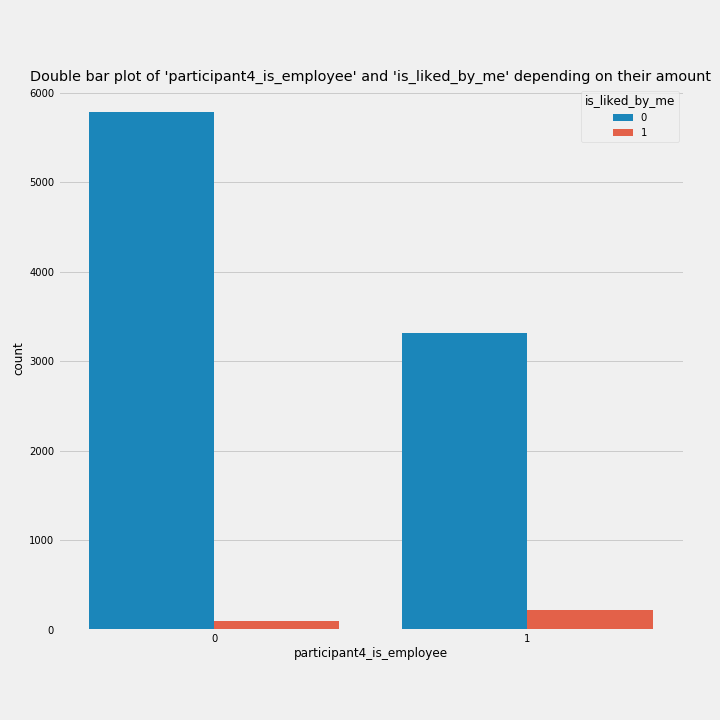 Double bar plot of 'participant4_is_employee' and 'is_liked_by_me' depending on their amount
is_liked_by_me
0
1
6000
5000
4000
3000
2000
1000
0
count
0 1
participant4_is_employee